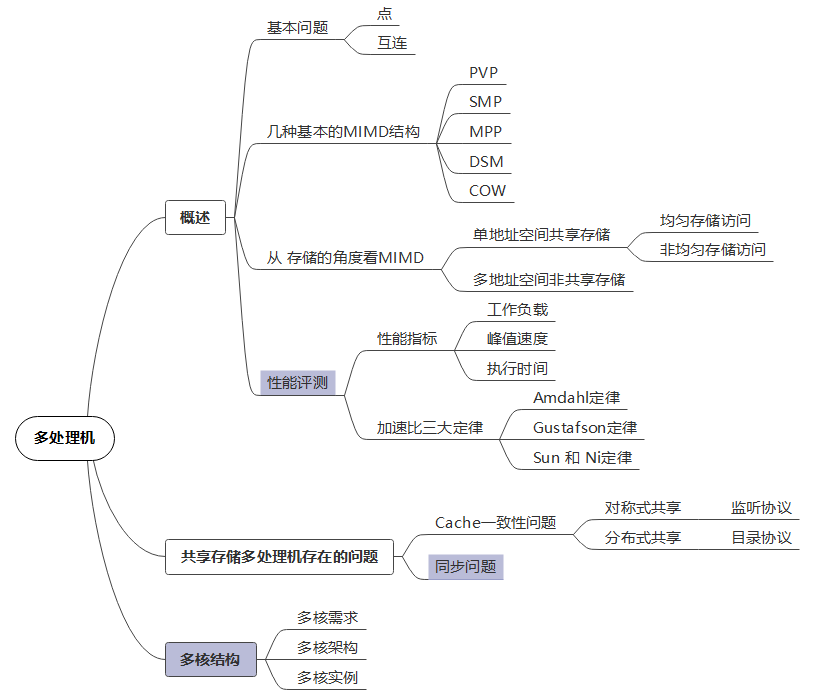 点
基本问题
互连
PVP
SMP
几种基本的MIMD结构
MPP
DSM
COW
概述
均匀存储访问
单地址空间共享存储
非均匀存储访问
从 存储的角度看MIMD
多地址空间非共享存储
工作负载
性能指标
峰值速度
执行时间
性能评测
Amdahl定律
加速比三大定律
Gustafson定律
Sun 和 Ni定律
多处理机
对称式共享
监听协议
Cache一致性问题
分布式共享
目录协议
共享存储多处理机存在的问题
同步问题
多核需求
多核架构
多核结构
多核实例